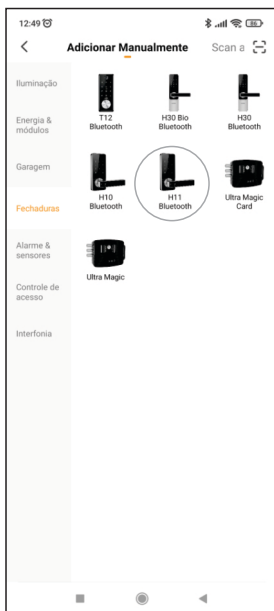 12:49
86
Adicionar Manualmente
Scan a
Iluminação
Energia &
módulos
Garagem
Fechaduras
Alarme &
sensores
Controle de
acesso
Interfonia
T12
Bluetooth
H30 Bio
Bluetooth
H30
Bluetooth
H10
Bluetooth
H11
Bluetooth
Ultra Magic
Card
Ultra Magic